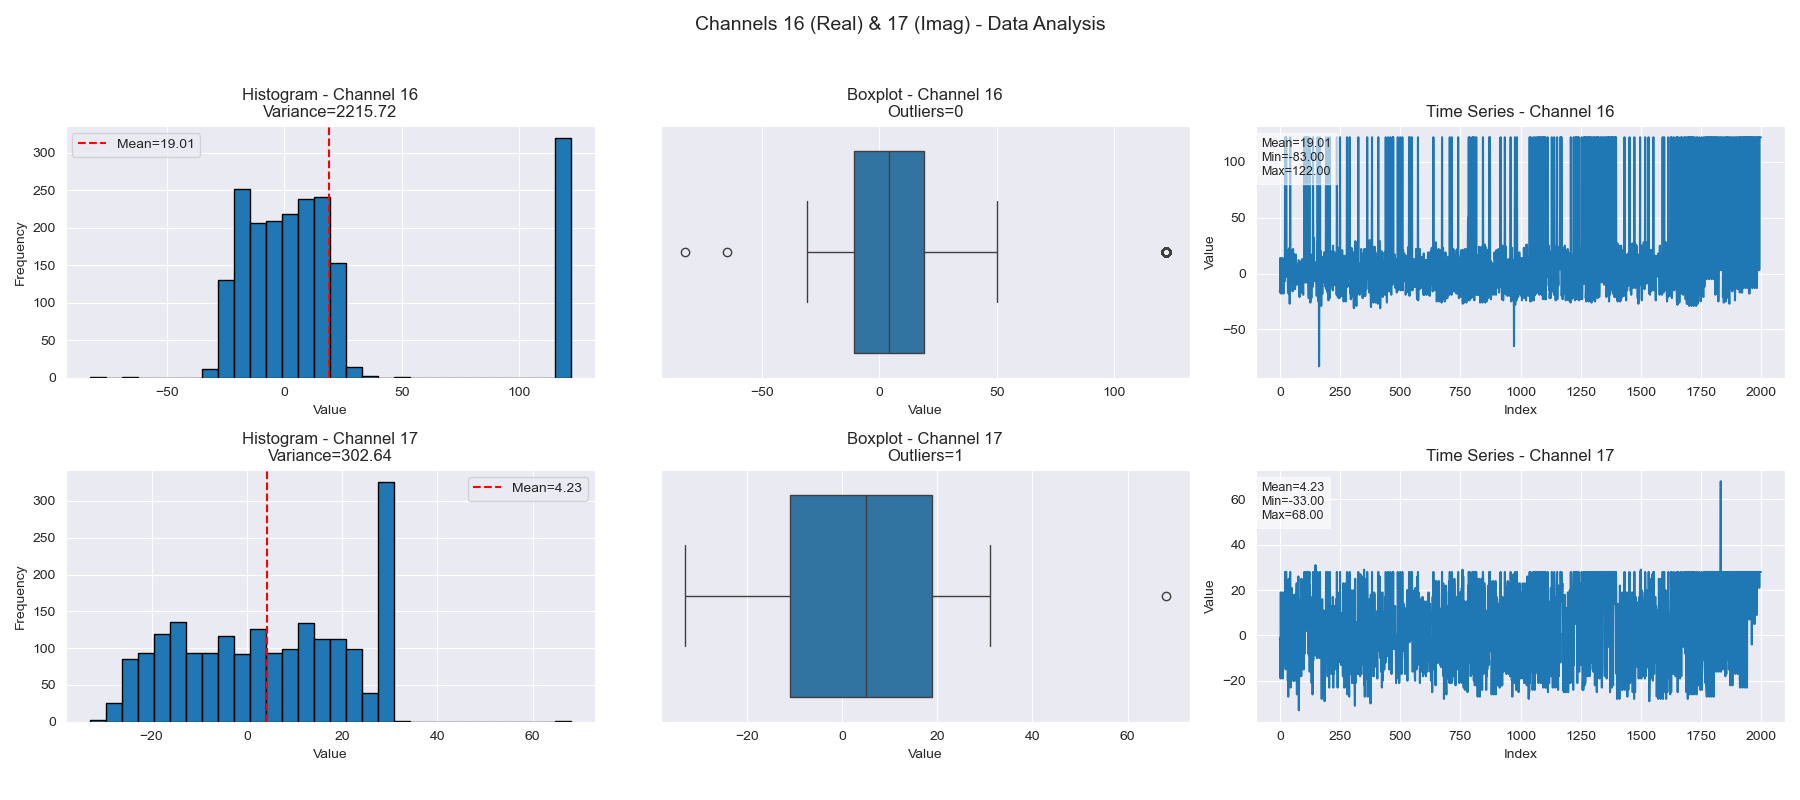 Channels 16 (Real) & 17 (Imag) - Data Analysis
Histogram - Channel 16
Variance=2215.72
Mean=19.01
Frequency
300
250
200
150
100
50
0
−50
0
50
100
Value
Boxplot - Channel 16
Outliers=0
−50
0
50
100
Value
Time Series - Channel 16
Mean=19.01
Min=-83.00
Max=122.00
Value
100
50
0
−50
0
250
500
750
1000
1250
1500
1750
2000
Index
Histogram - Channel 17
Variance=302.64
Mean=4.23
Frequency
300
250
200
150
100
50
0
−20
0
20
40
60
Value
Boxplot - Channel 17
Outliers=1
−20
0
20
40
60
Value
Time Series - Channel 17
Mean=4.23
Min=-33.00
Max=68.00
Value
60
40
20
0
−20
0
250
500
750
1000
1250
1500
1750
2000
Index